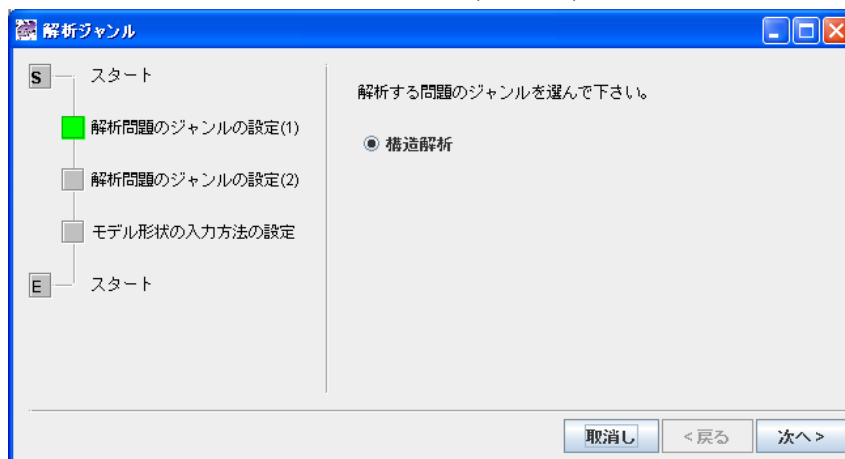 解析ジャンル
S スタート
解析問題のジャンルの設定(1)
解析問題のジャンルの設定(2)
モデル形状の入力方法の設定
E スタート
解析する問題のジャンルを選んで下さい。
構造解析
取消し
<戻る
次へ>